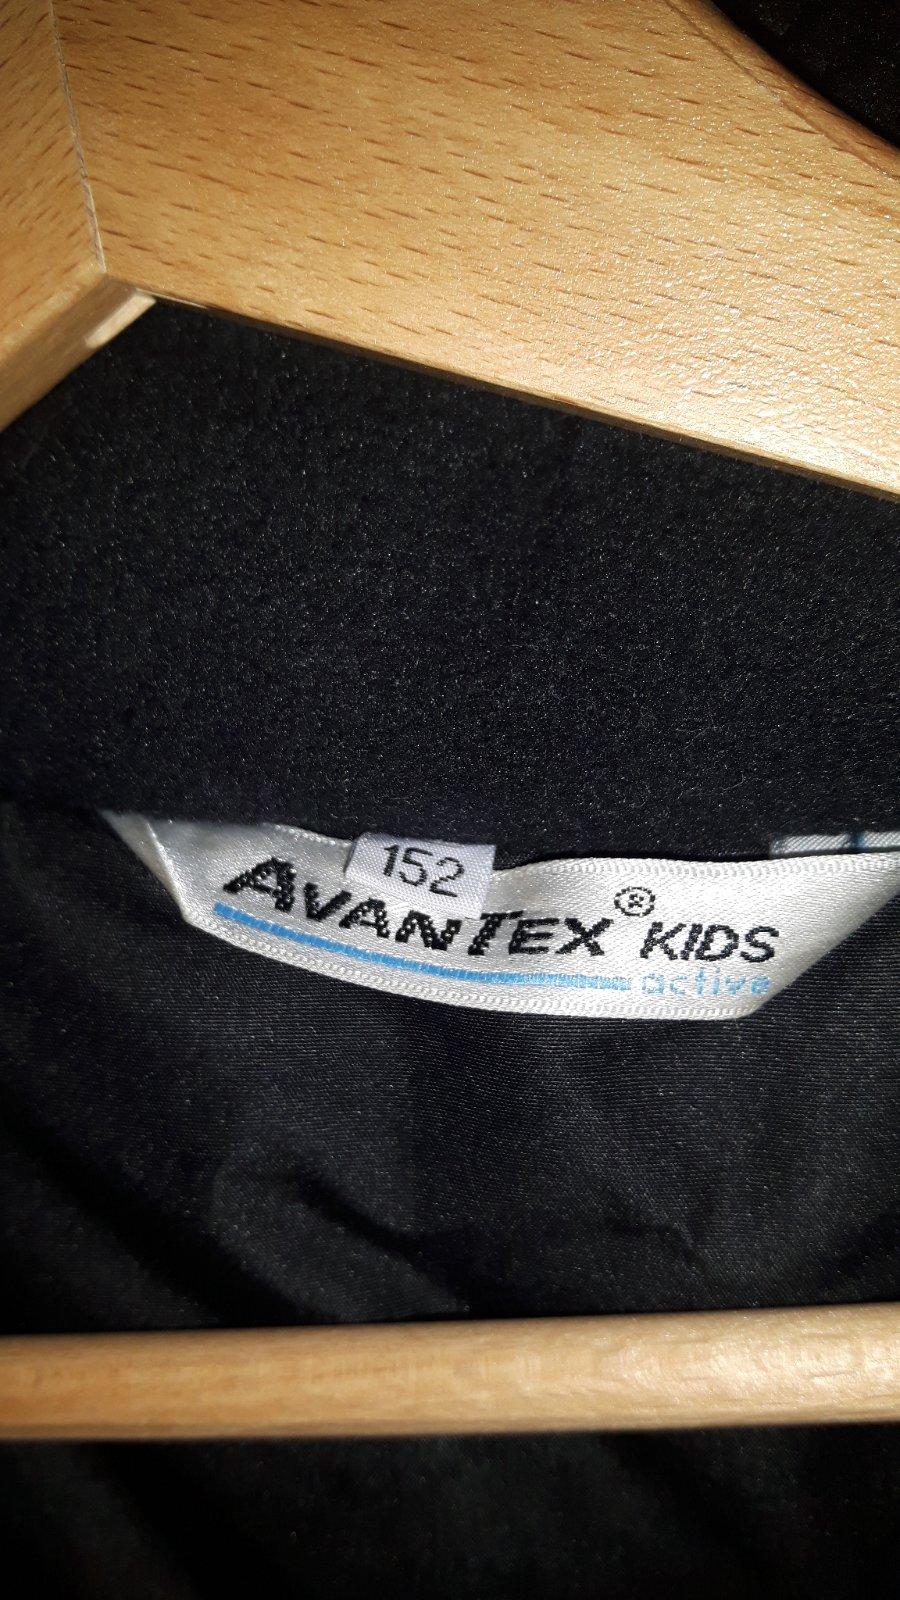 152
AVANTEX® KIDS
active